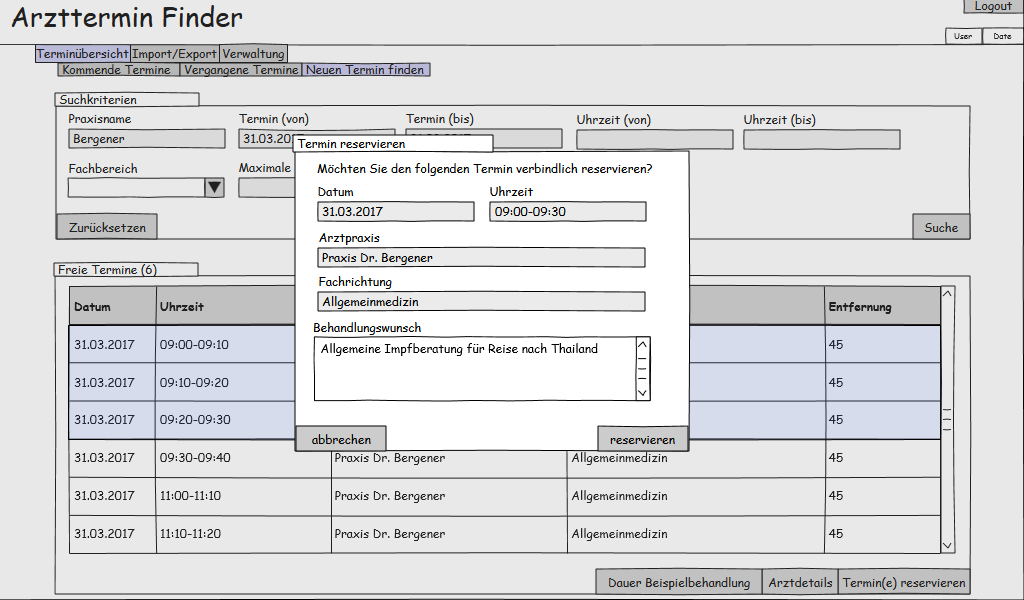 Arzttermin Finder
Logout
User Date
Terminübersicht Import/Export Verwaltung
Kommende Termine Vergangene Termine Neuen Termin finden
Suchkriterien
Praxisname Termin (von) Termin (bis) Uhrzeit (von) Uhrzeit (bis)
Bergener 31.03.2017
Fachbereich Maximale
Zurücksetzen Suche
Termin reservieren
Möchten Sie den folgenden Termin verbindlich reservieren?
Datum Uhrzeit
31.03.2017 09:00-09:30
Arztpraxis
Praxis Dr. Bergener
Fachrichtung
Allgemeinmedizin
Behandlungswunsch
Allgemeine Impfberatung für Reise nach Thailand
abbrechen reservieren
Freie Termine (6)
Datum Uhrzeit Entfernung
31.03.2017 09:00-09:10 45
31.03.2017 09:10-09:20 45
31.03.2017 09:20-09:30 45
31.03.2017 09:30-09:40 Praxis Dr. Bergener Allgemeinmedizin 45
31.03.2017 11:00-11:10 Praxis Dr. Bergener Allgemeinmedizin 45
31.03.2017 11:10-11:20 Praxis Dr. Bergener Allgemeinmedizin 45
Dauer Beispielbehandlung Arztdetails Termin(e) reservieren